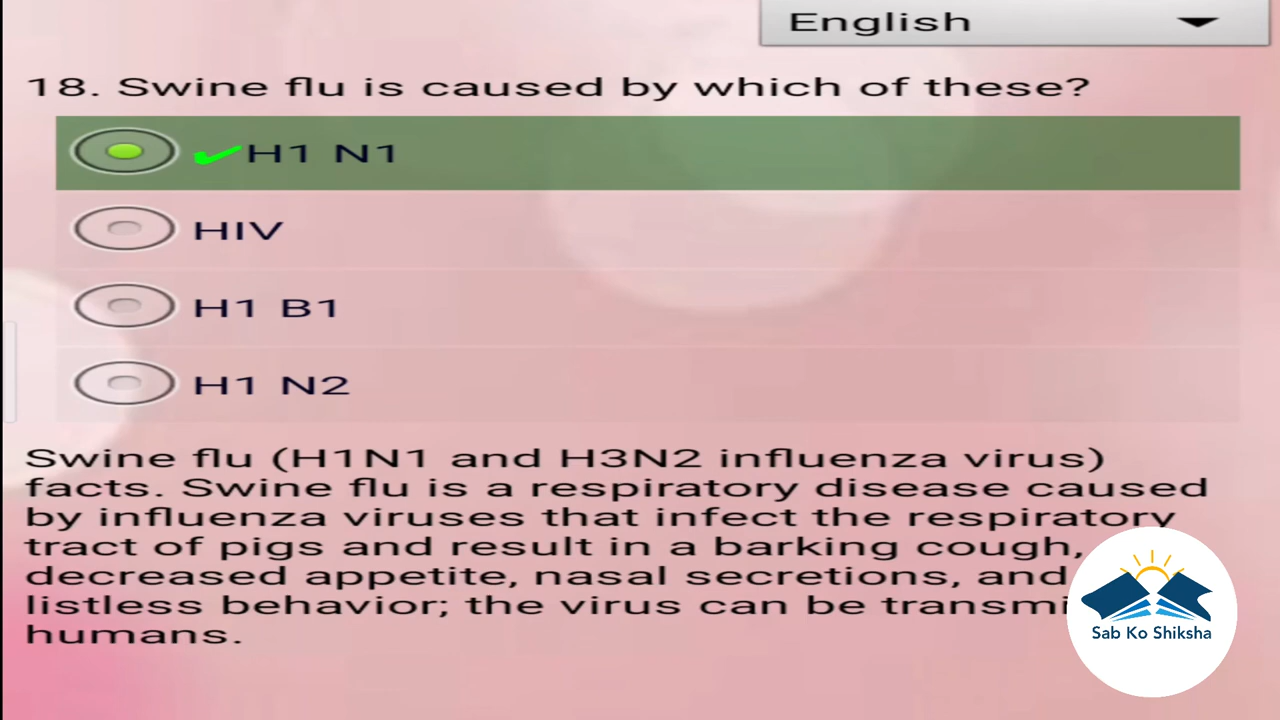 English
18. Swine flu is caused by which of these?
H1 N1
HIV
H1 B1
H1 N2
Swine flu (H1N1 and H3N2 influenza virus)
facts. Swine flu is a respiratory disease caused
by influenza viruses that infect the respiratory
tract of pigs and result in a barking cough,
decreased appetite, nasal secretions, and
listless behavior; the virus can be
humans.
Sab Ko Shiksha